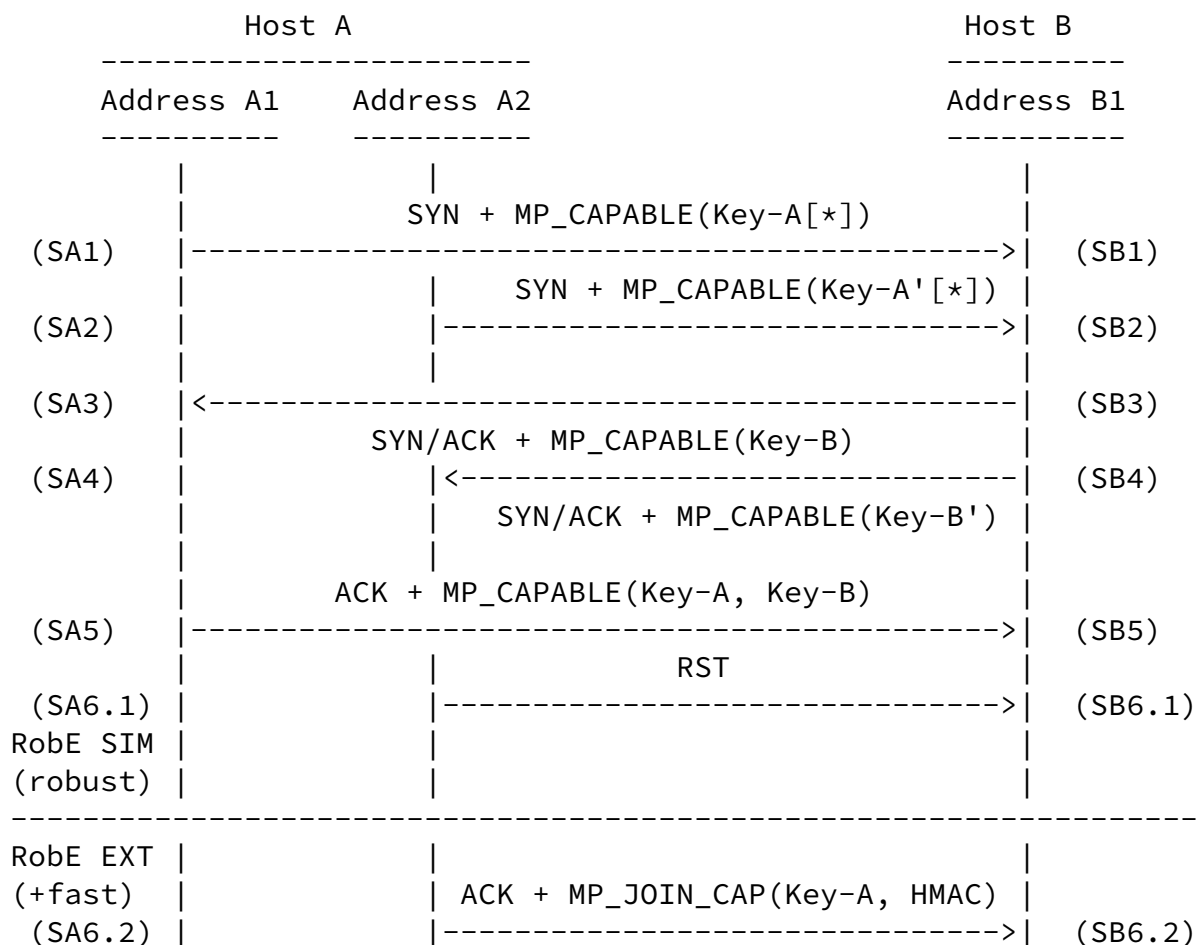 Host A                                  Host B
------------------------                       ----------
Address A1    Address A2                       Address B1
----------    ----------                       ----------
|             |                                |
|            SYN + MP_CAPABLE(Key-A[*])        |
(SA1)   |--------------------------------------------->|  (SB1)
|             |    SYN + MP_CAPABLE(Key-A'[*]) |
(SA2)   |             |------------------------------->|  (SB2)
|             |                                |
(SA3)   |<---------------------------------------------|  (SB3)
|          SYN/ACK + MP_CAPABLE(Key-B)         |
(SA4)   |             |<-------------------------------|  (SB4)
|             |   SYN/ACK + MP_CAPABLE(Key-B') |
|             |                                |
|        ACK + MP_CAPABLE(Key-A, Key-B)        |
(SA5)   |--------------------------------------------->|  (SB5)
|             |             RST                |
(SA6.1) |             |------------------------------->|  (SB6.1)
RobE SIM |             |                                |
(robust) |             |                                |
-------------------------------------------------------------------
RobE EXT |             |                                |
(+fast)  |             | ACK + MP_JOIN_CAP(Key-A, HMAC) |
(SA6.2) |             |------------------------------->|  (SB6.2)